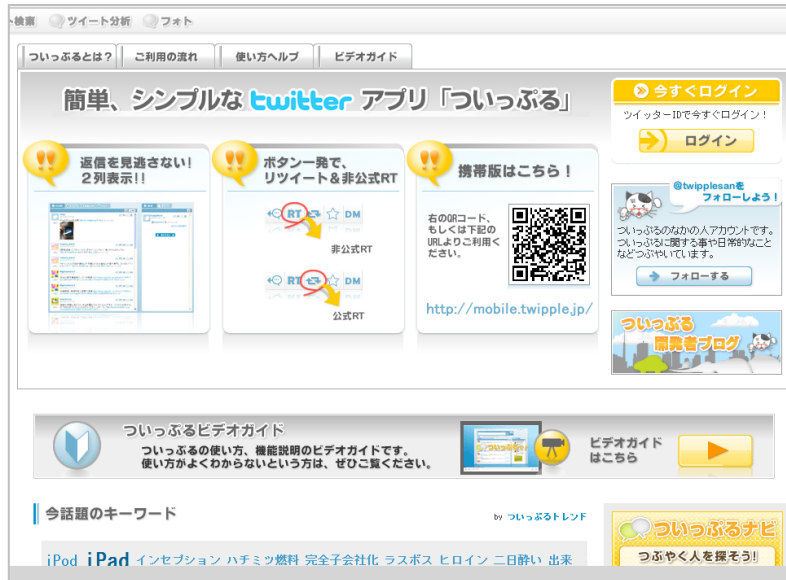 検索 ツイート分析 フォト
ついっぷるとは? ご利用の流れ 使い方ヘルプ ビデオガイド
簡単、シンプルな twitter アプリ「ついっぷる」
返信を見逃さない!
2列表示!!
ボタン一発で、
リツイート＆非公式RT
RT DM
非公式RT
RT DM
公式RT
携帯版はこちら！
右のQRコード、
もしくは下記の
URLよりご利用く
ださい。
http://mobile.twipple.jp/
今すぐログイン
ツイッターIDで今すぐログイン！
ログイン
@twipplesanを
フォローしよう！
ついっぷるのなかの人アカウントです。
ついっぷるに関する事や日常的なこと
などつぶやいています。
フォローする
ついっぷる
開発者ブログ
ついっぷるビデオガイド
ついっぷるの使い方、機能説明のビデオガイドです。
使い方がよくわからないという方は、ぜひご覧ください。
ビデオガイド
はこちら
今話題のキーワード
by ついっぷるトレンド
iPod iPad インセプション ハチミツ燃料 完全子会社化 ラスボス ヒロイン 二日酔い 出来
ついっぷるナビ
つぶやく人を探そう!